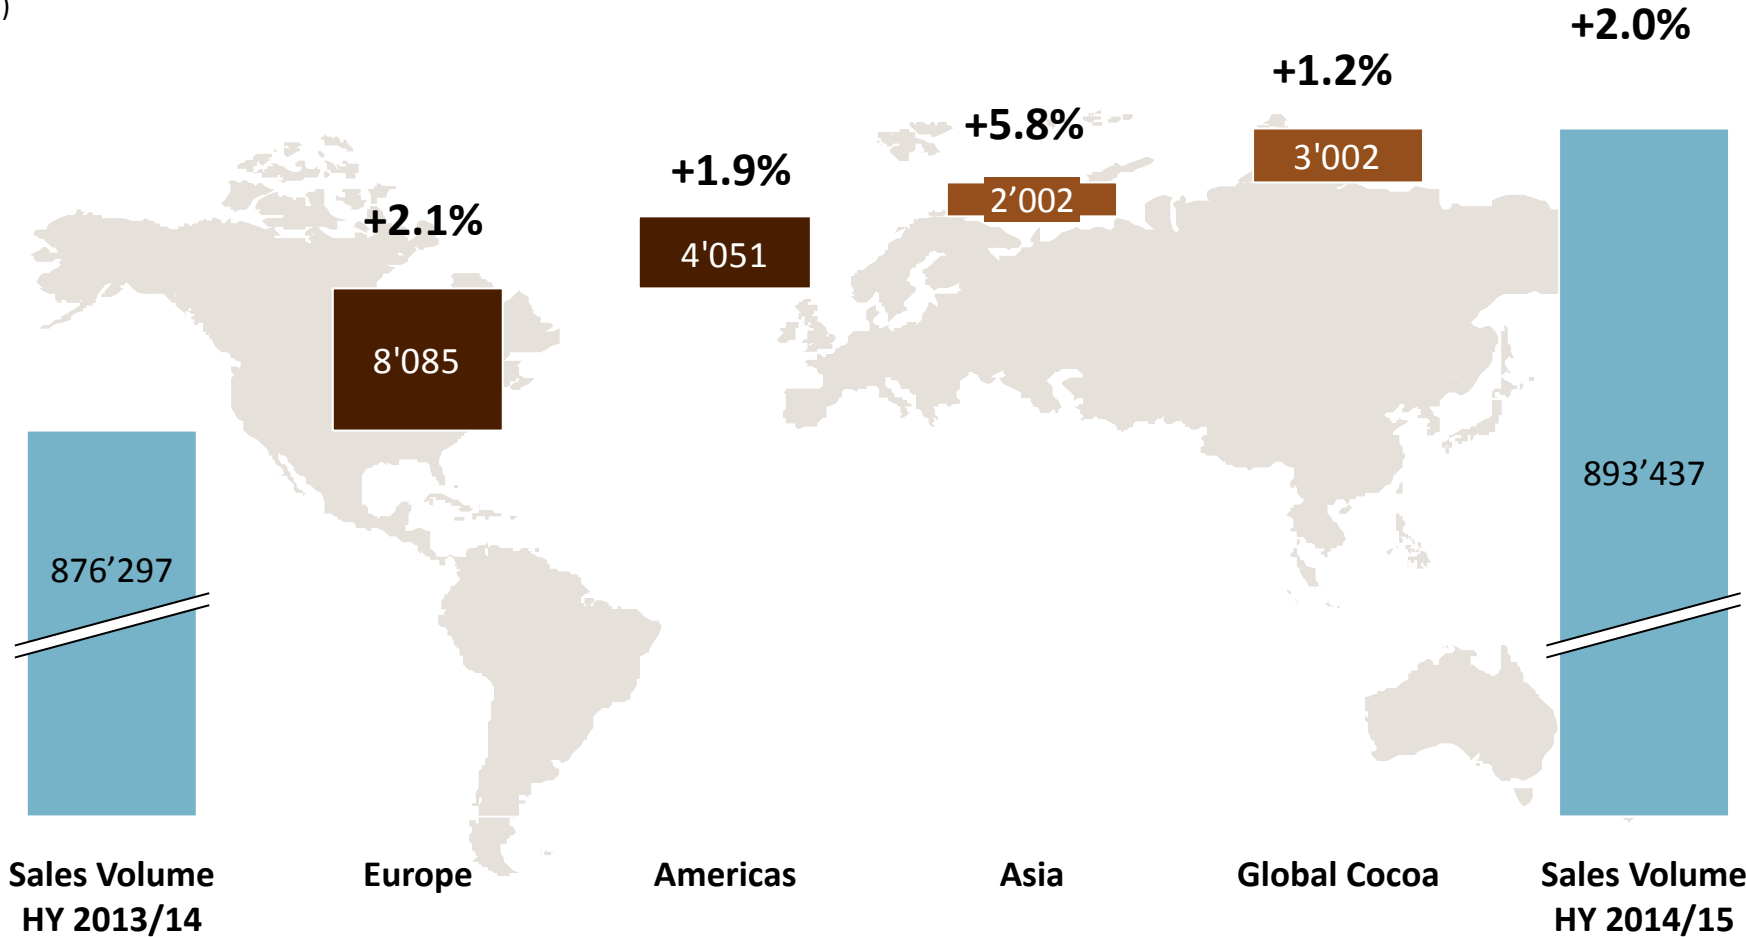 )
+2.0%
+1.2%
+5.8%
+1.9%
+2.1%
3'002
2’002
4'051
8'085
893’437
876’297
Sales Volume
HY 2013/14
Europe
Americas
Asia
Global Cocoa
Sales Volume
HY 2014/15